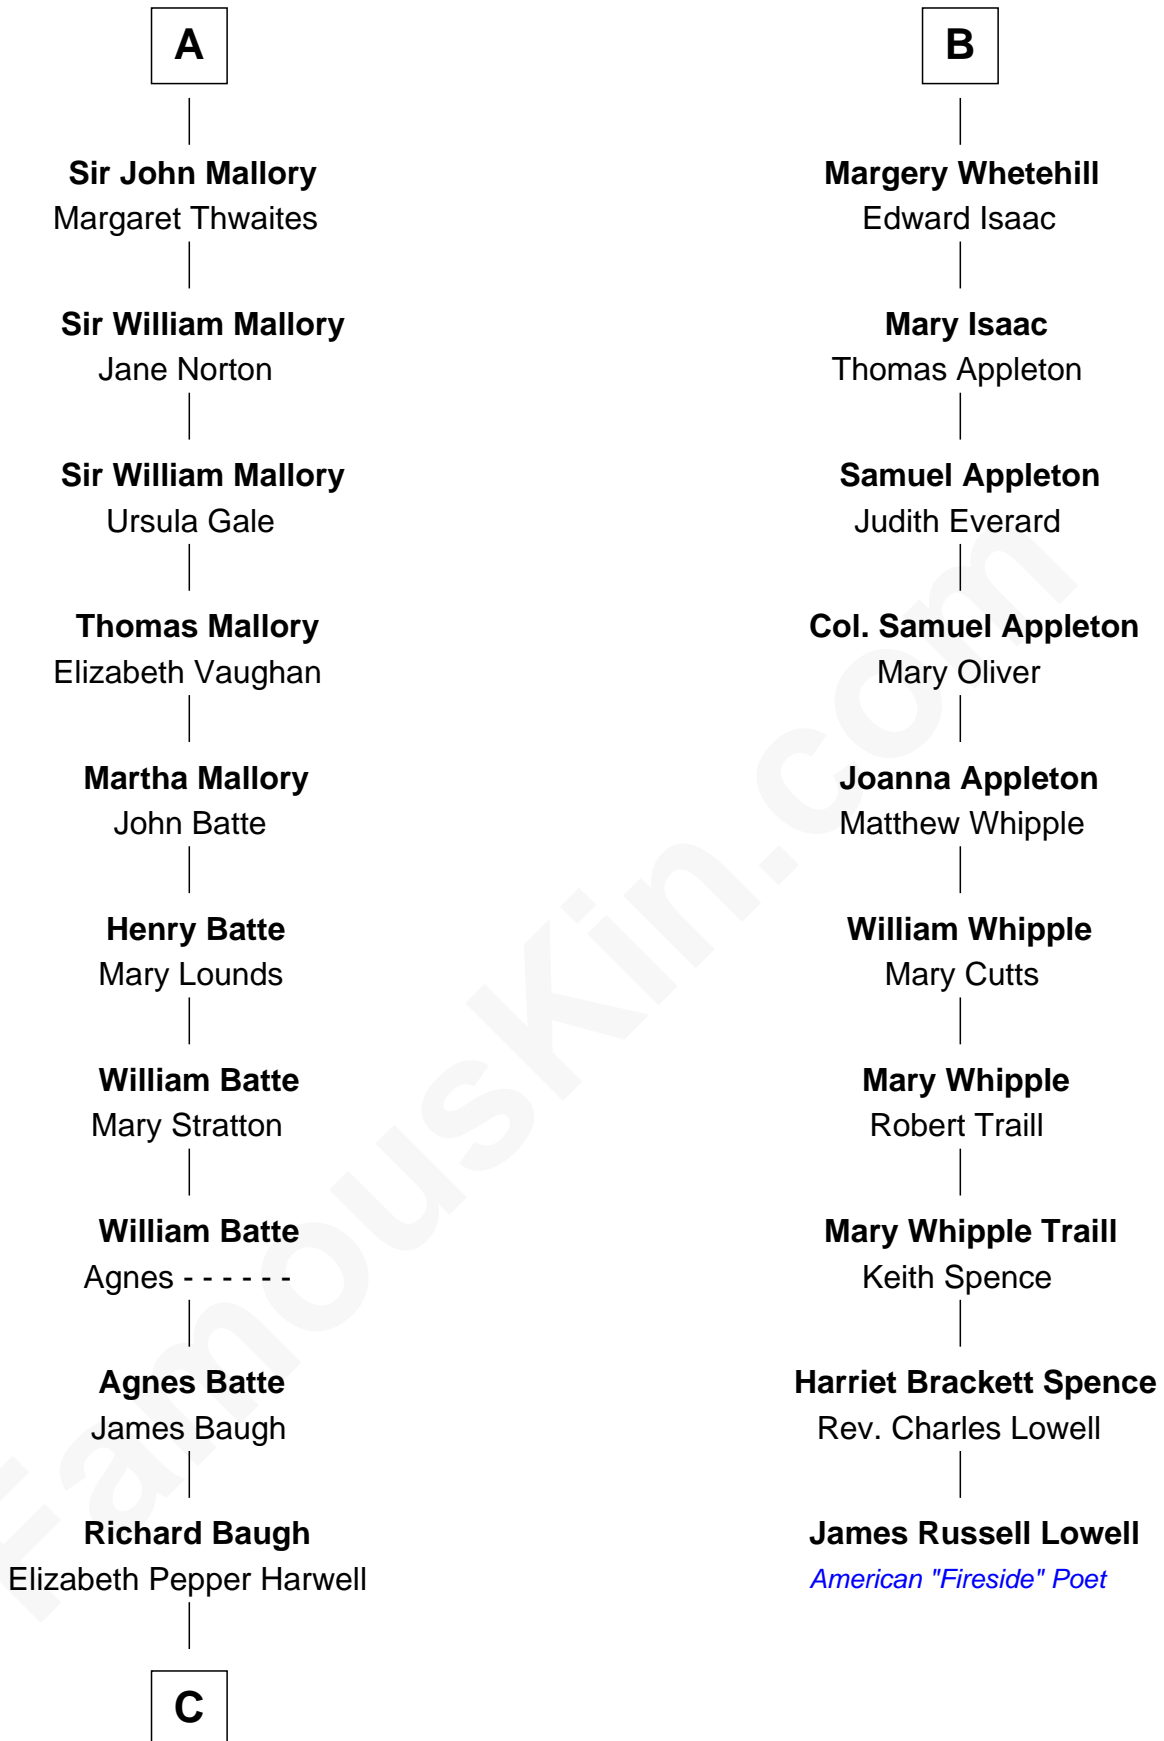 A
Sir John Mallory
Margaret Thwaites
Sir William Mallory
Jane Norton
Sir William Mallory
Ursula Gale
Thomas Mallory
Elizabeth Vaughan
Martha Mallory
John Batte
Henry Batte
Mary Lounds
William Batte
Mary Stratton
William Batte
Agnes - - - - - -
Agnes Batte
James Baugh
Richard Baugh
Elizabeth Pepper Harwell
C
B
Margery Whetehill
Edward Isaac
Mary Isaac
Thomas Appleton
Samuel Appleton
Judith Everard
Col. Samuel Appleton
Mary Oliver
Joanna Appleton
Matthew Whipple
William Whipple
Mary Cutts
Mary Whipple
Robert Traill
Mary Whipple Traill
Keith Spence
Harriet Brackett Spence
Rev. Charles Lowell
James Russell Lowell
American "Fireside" Poet
FamousKin.com